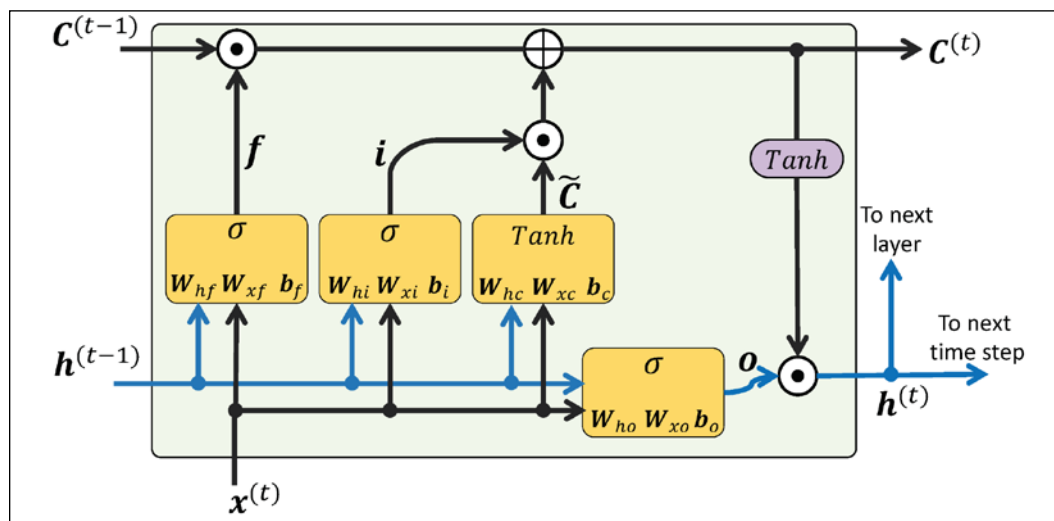 C^(t-1)
C^(t)
f
i
C̃
Tanh
σ
W_hf W_xf b_f
σ
W_hi W_xi b_i
Tanh
W_hc W_xc b_c
To next
layer
To next
time step
h^(t-1)
σ
W_ho W_xo b_o
o
h^(t)
x^(t)